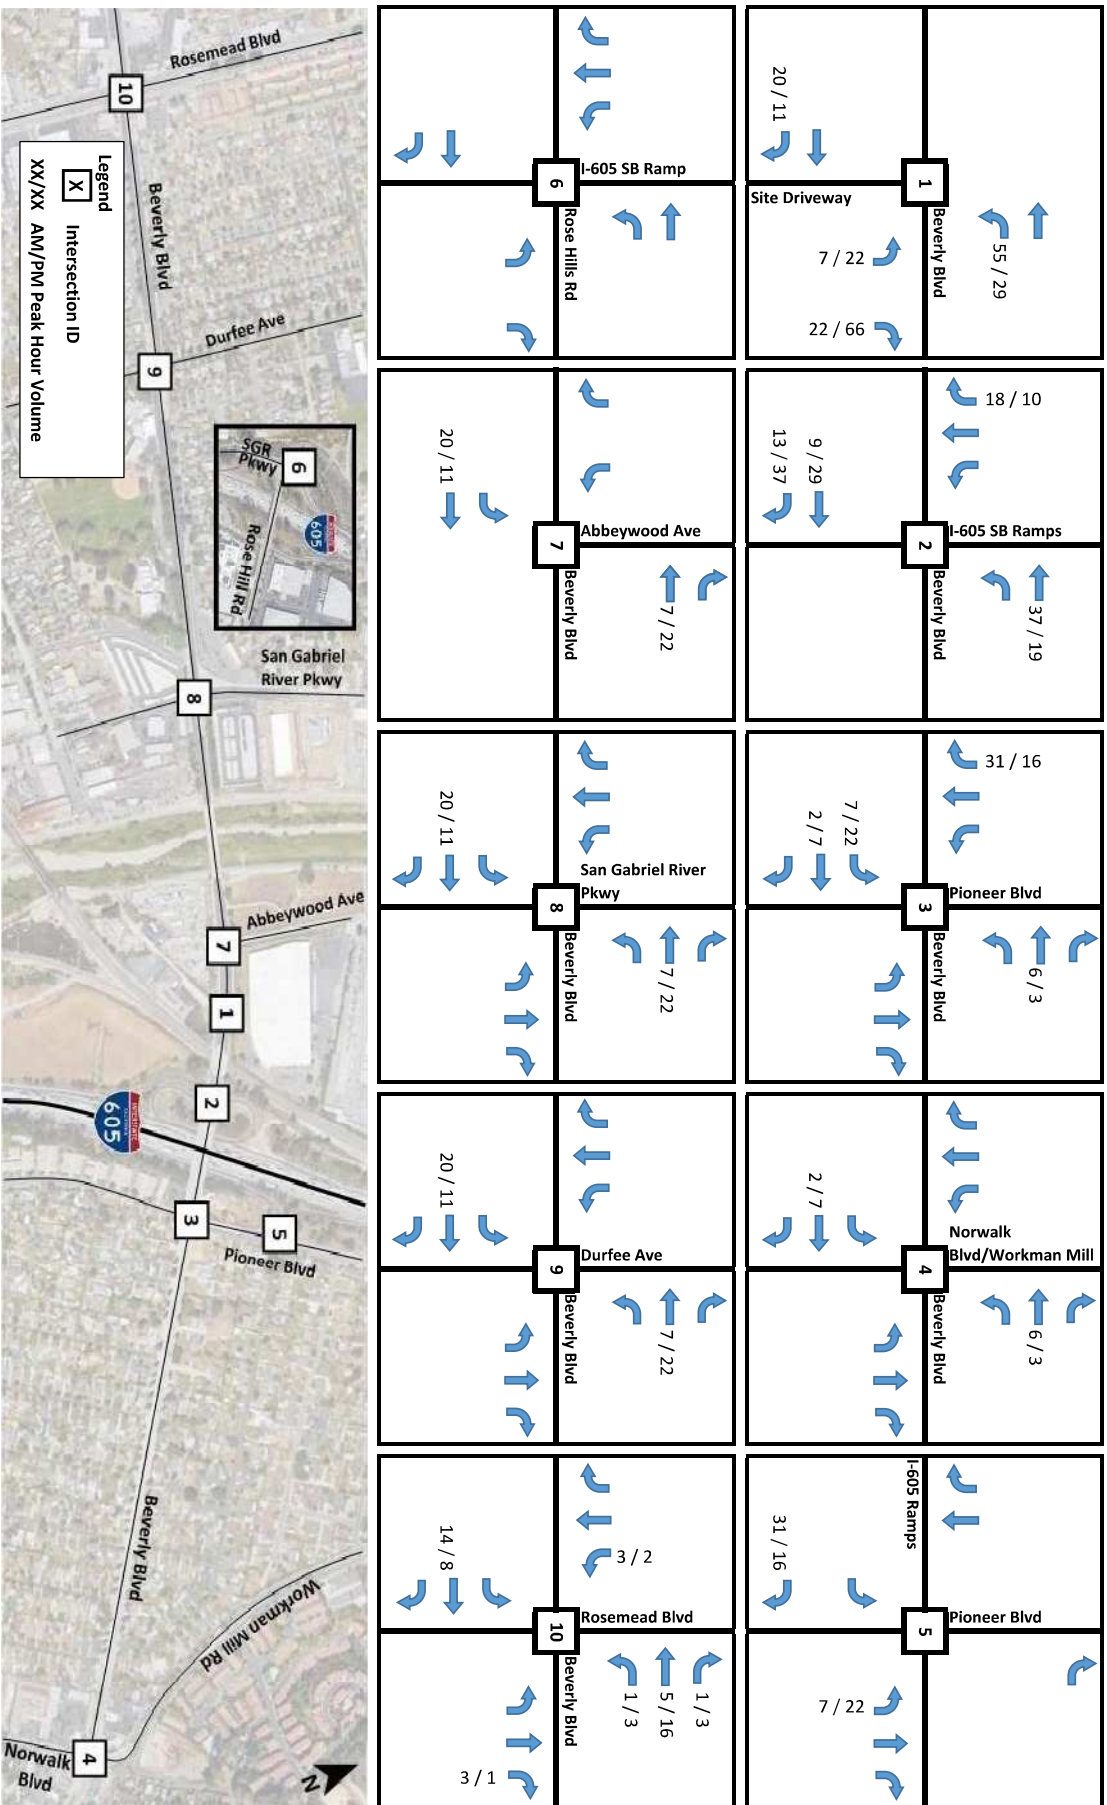 Rosemead Blvd
10
Legend
X Intersection ID
XX/XX AM/PM Peak Hour Volume
Beverly Blvd
Durfee Ave
9
SGR
Pkwy
6
INTERSTATE
605
Rose Hill Rd
San Gabriel
River Pkwy
8
Abbeywood Ave
7
1
2
INTERSTATE
605
3
5
Pioneer Blvd
Beverly Blvd
Workman Mill Rd
4
Norwalk
Blvd
N
I-605 SB Ramp
6
Rose Hills Rd
20 / 11
1
Site Driveway
Beverly Blvd
55 / 29
7 / 22
22 / 66
20 / 11
Abbeywood Ave
7
Beverly Blvd
7 / 22
18 / 10
9 / 29
13 / 37
I-605 SB Ramps
2
Beverly Blvd
37 / 19
20 / 11
San Gabriel River
Pkwy
8
Beverly Blvd
7 / 22
31 / 16
7 / 22
2 / 7
Pioneer Blvd
3
Beverly Blvd
6 / 3
20 / 11
Durfee Ave
9
Beverly Blvd
7 / 22
2 / 7
Norwalk
Blvd/Workman Mill
4
Beverly Blvd
6 / 3
14 / 8
3 / 2
Rosemead Blvd
10
Beverly Blvd
1 / 3
5 / 16
1 / 3
3 / 1
I-605 Ramps
31 / 16
Pioneer Blvd
5
7 / 22